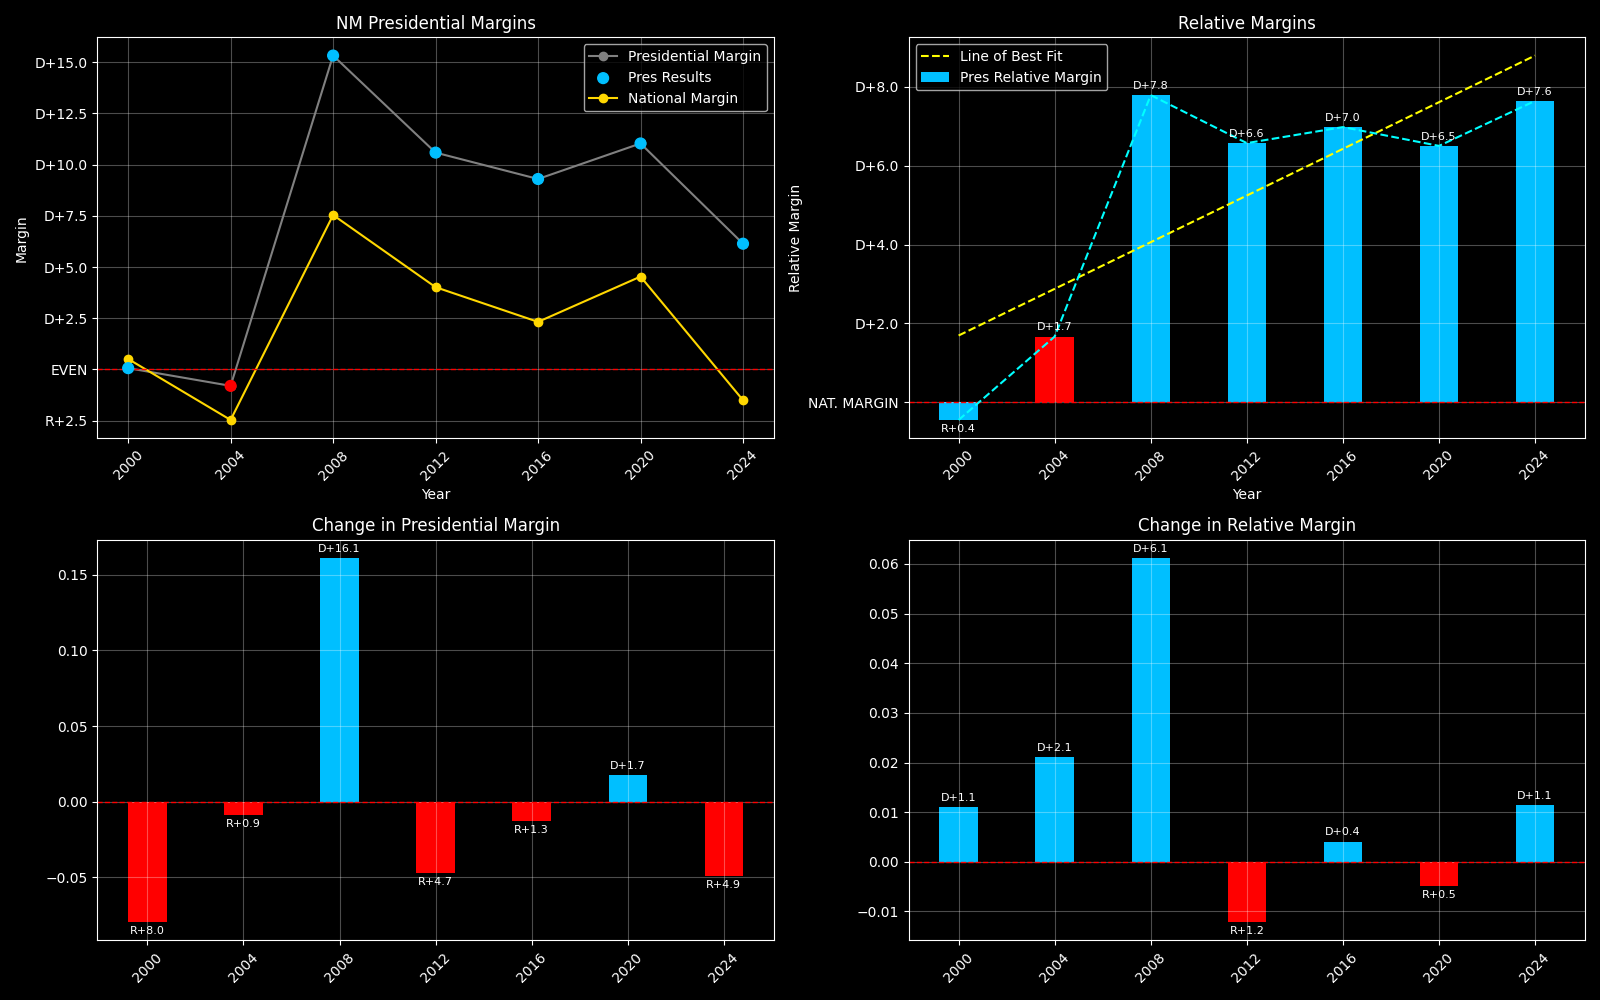 NM Presidential Margins
Presidential Margin
Pres Results
National Margin
D+15.0
D+12.5
D+10.0
D+7.5
D+5.0
D+2.5
EVEN
R+2.5
Margin
2000
2004
2008
2012
2016
2020
2024
Year
Relative Margins
Line of Best Fit
Pres Relative Margin
D+8.0
D+6.0
D+4.0
D+2.0
NAT. MARGIN
Relative Margin
R+0.4
D+1.7
D+7.8
D+6.6
D+7.0
D+6.5
D+7.6
2000
2004
2008
2012
2016
2020
2024
Year
Change in Presidential Margin
0.15
0.10
0.05
0.00
−0.05
R+8.0
R+0.9
D+16.1
R+4.7
R+1.3
D+1.7
R+4.9
2000
2004
2008
2012
2016
2020
2024
Change in Relative Margin
0.06
0.05
0.04
0.03
0.02
0.01
0.00
−0.01
D+1.1
D+2.1
D+6.1
R+1.2
D+0.4
R+0.5
D+1.1
2000
2004
2008
2012
2016
2020
2024